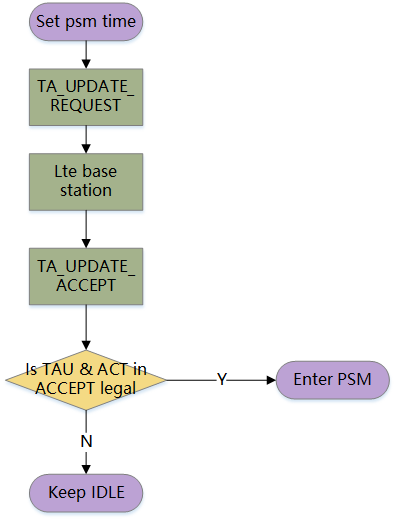 Set psm time
TA_UPDATE_
REQUEST
Lte base
station
TA_UPDATE_
ACCEPT
Is TAU & ACT in
ACCEPT legal
Y
Enter PSM
N
Keep IDLE